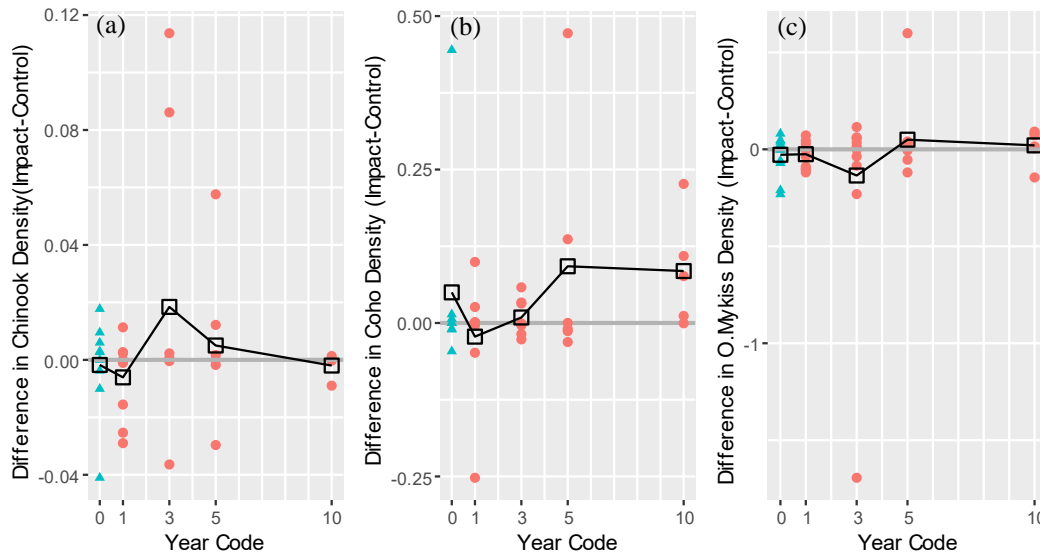 (a)
0.12
0.08
0.04
0.00
-0.04
Difference in Chinook Density(Impact-Control)
0 1 3 5 10
Year Code
(b)
0.50
0.25
0.00
-0.25
Difference in Coho Density (Impact-Control)
0 1 3 5 10
Year Code
(c)
0
-1
Difference in O.Mykiss Density (Impact-Control)
0 1 3 5 10
Year Code